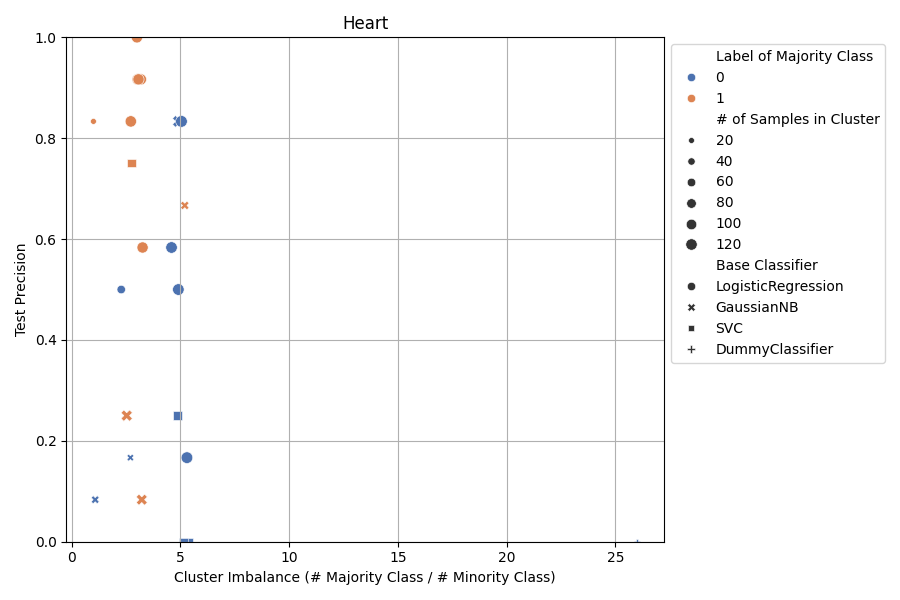 Heart
1.0
0.8
0.6
0.4
0.2
0.0
Test Precision
0
5
10
15
20
25
Cluster Imbalance (# Majority Class / # Minority Class)
Label of Majority Class
0
1
# of Samples in Cluster
20
40
60
80
100
120
Base Classifier
LogisticRegression
GaussianNB
SVC
DummyClassifier